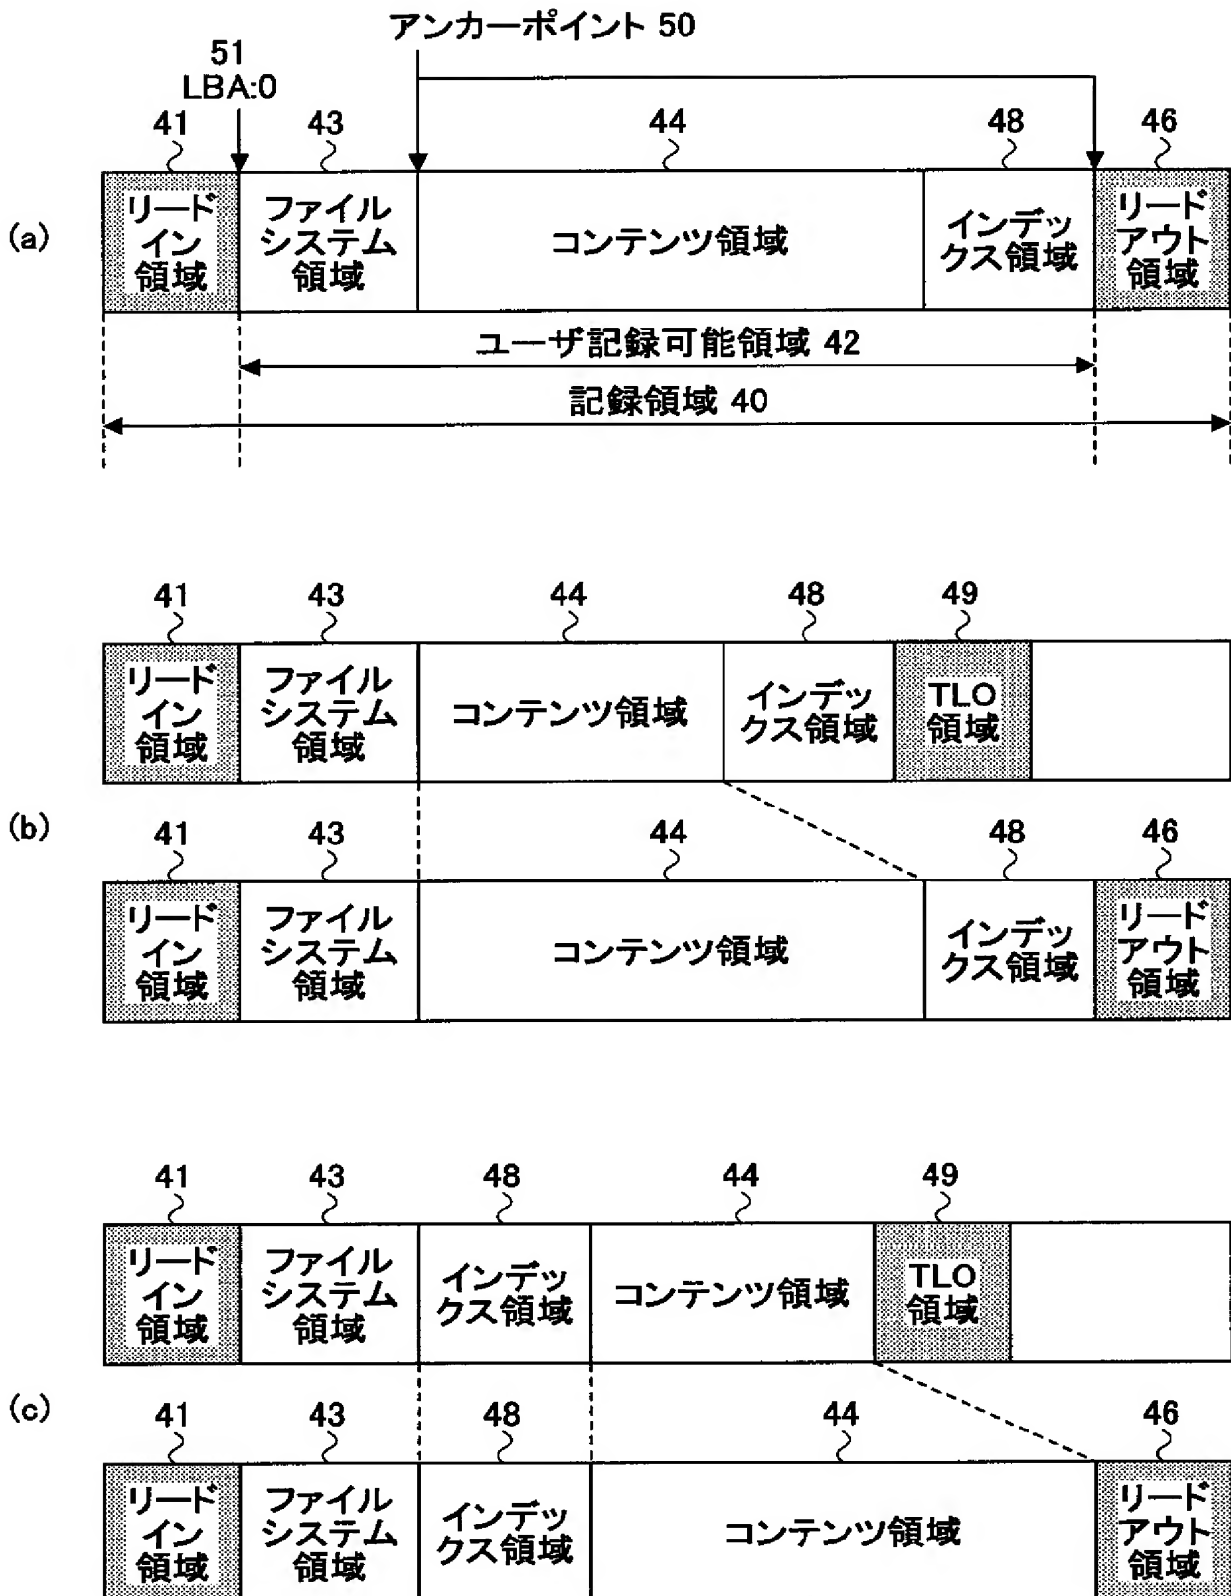 アンカーポイント 50
51
LBA:0
41
43
44
48
46
(a)
リード
イン
領域
ファイル
システム
領域
コンテンツ領域
インデッ
クス領域
リード
アウト
領域
ユーザ記録可能領域 42
記録領域 40
41
43
44
48
49
リード
イン
領域
ファイル
システム
領域
コンテンツ領域
インデッ
クス領域
TLO
領域
(b)
41
43
44
48
46
リード
イン
領域
ファイル
システム
領域
コンテンツ領域
インデッ
クス領域
リード
アウト
領域
41
43
48
44
49
リード
イン
領域
ファイル
システム
領域
インデッ
クス領域
コンテンツ領域
TLO
領域
(c)
41
43
48
44
46
リード
イン
領域
ファイル
システム
領域
インデッ
クス領域
コンテンツ領域
リード
アウト
領域